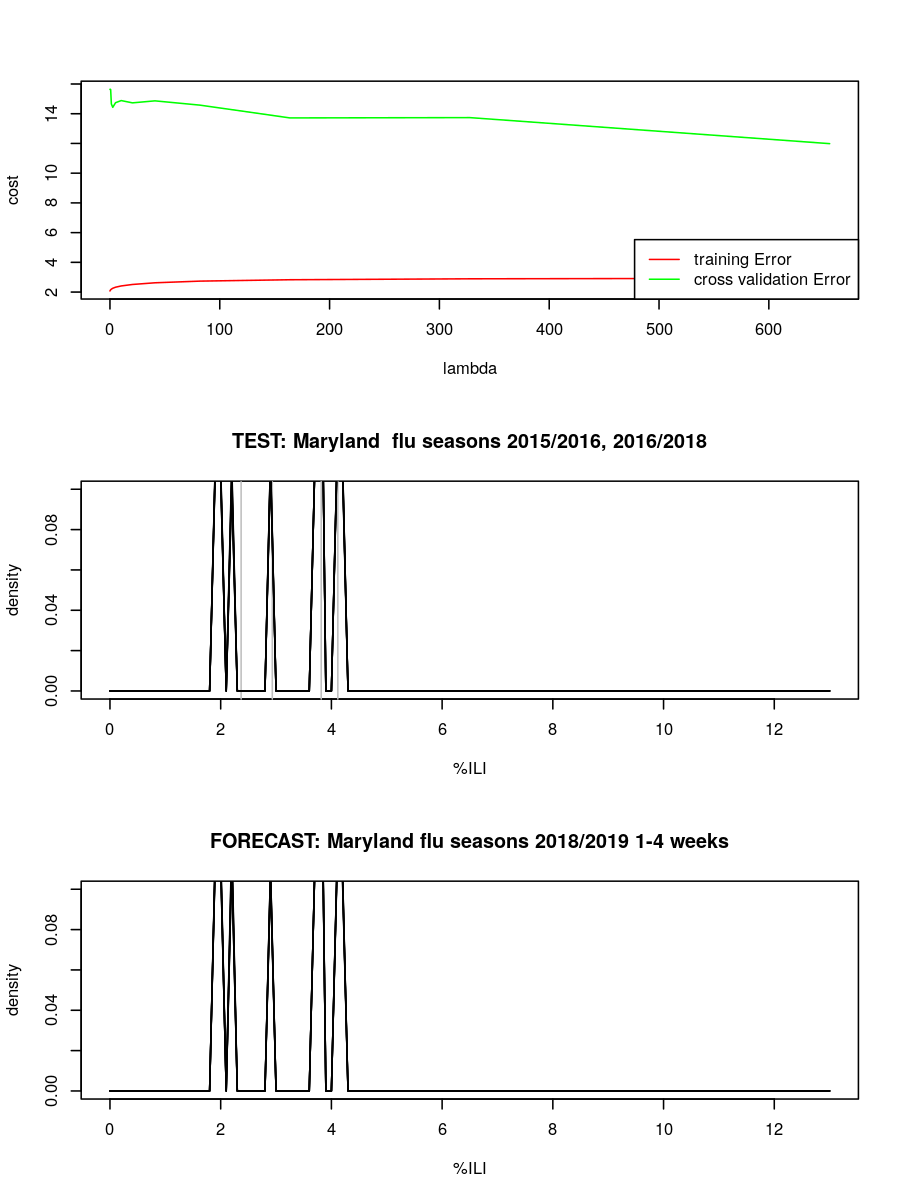 cost
14
10
8
6
4
2
training Error
cross validation Error
0 100 200 300 400 500 600
lambda
TEST: Maryland  flu seasons 2015/2016, 2016/2018
density
0.08
0.04
0.00
0 2 4 6 8 10 12
%ILI
FORECAST: Maryland flu seasons 2018/2019 1-4 weeks
density
0.08
0.04
0.00
0 2 4 6 8 10 12
%ILI